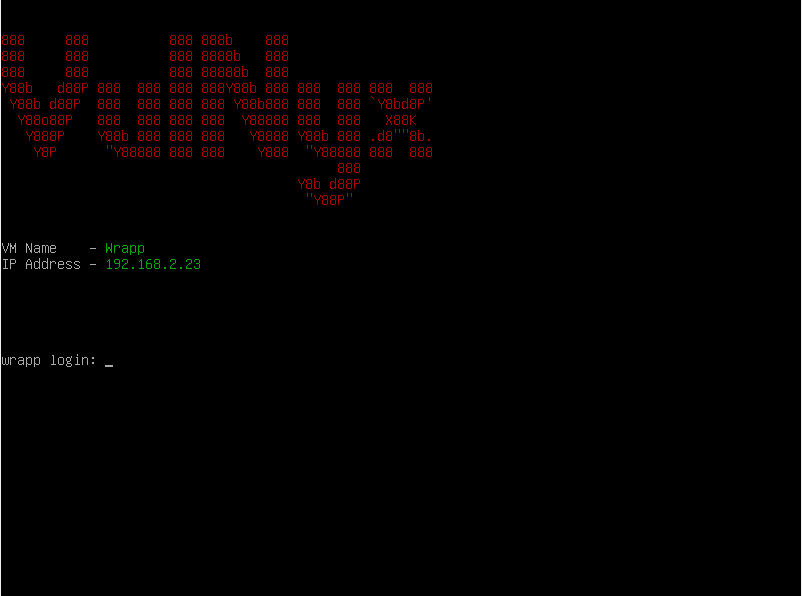 888     888          888 888b    888
888     888          888 8888b   888
888     888          888 88888b  888
Y88b   d88P 888  888 888 888Y88b 888 888  888 888  888
 Y88b d88P  888  888 888 888 Y88b888 888  888 `Y8bd8P'
  Y88o88P   888  888 888 888  Y88888 888  888   X88K
   Y888P    Y88b 888 888 888   Y8888 Y88b 888 .d8""8b.
    Y8P      "Y88888 888 888    Y888  "Y88888 888  888
                                          888
                                     Y8b d88P
                                      "Y88P"
VM Name    - Wrapp
IP Address - 192.168.2.23
wrapp login: _